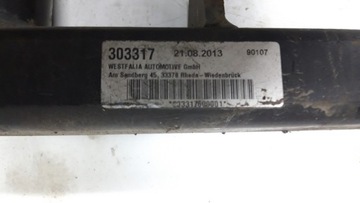 303317 21.08.2013 90107
WESTFALIA AUTOMOTIVE GmbH
Am Sandberg 45, 33378 Rheda-Wiedenbrück